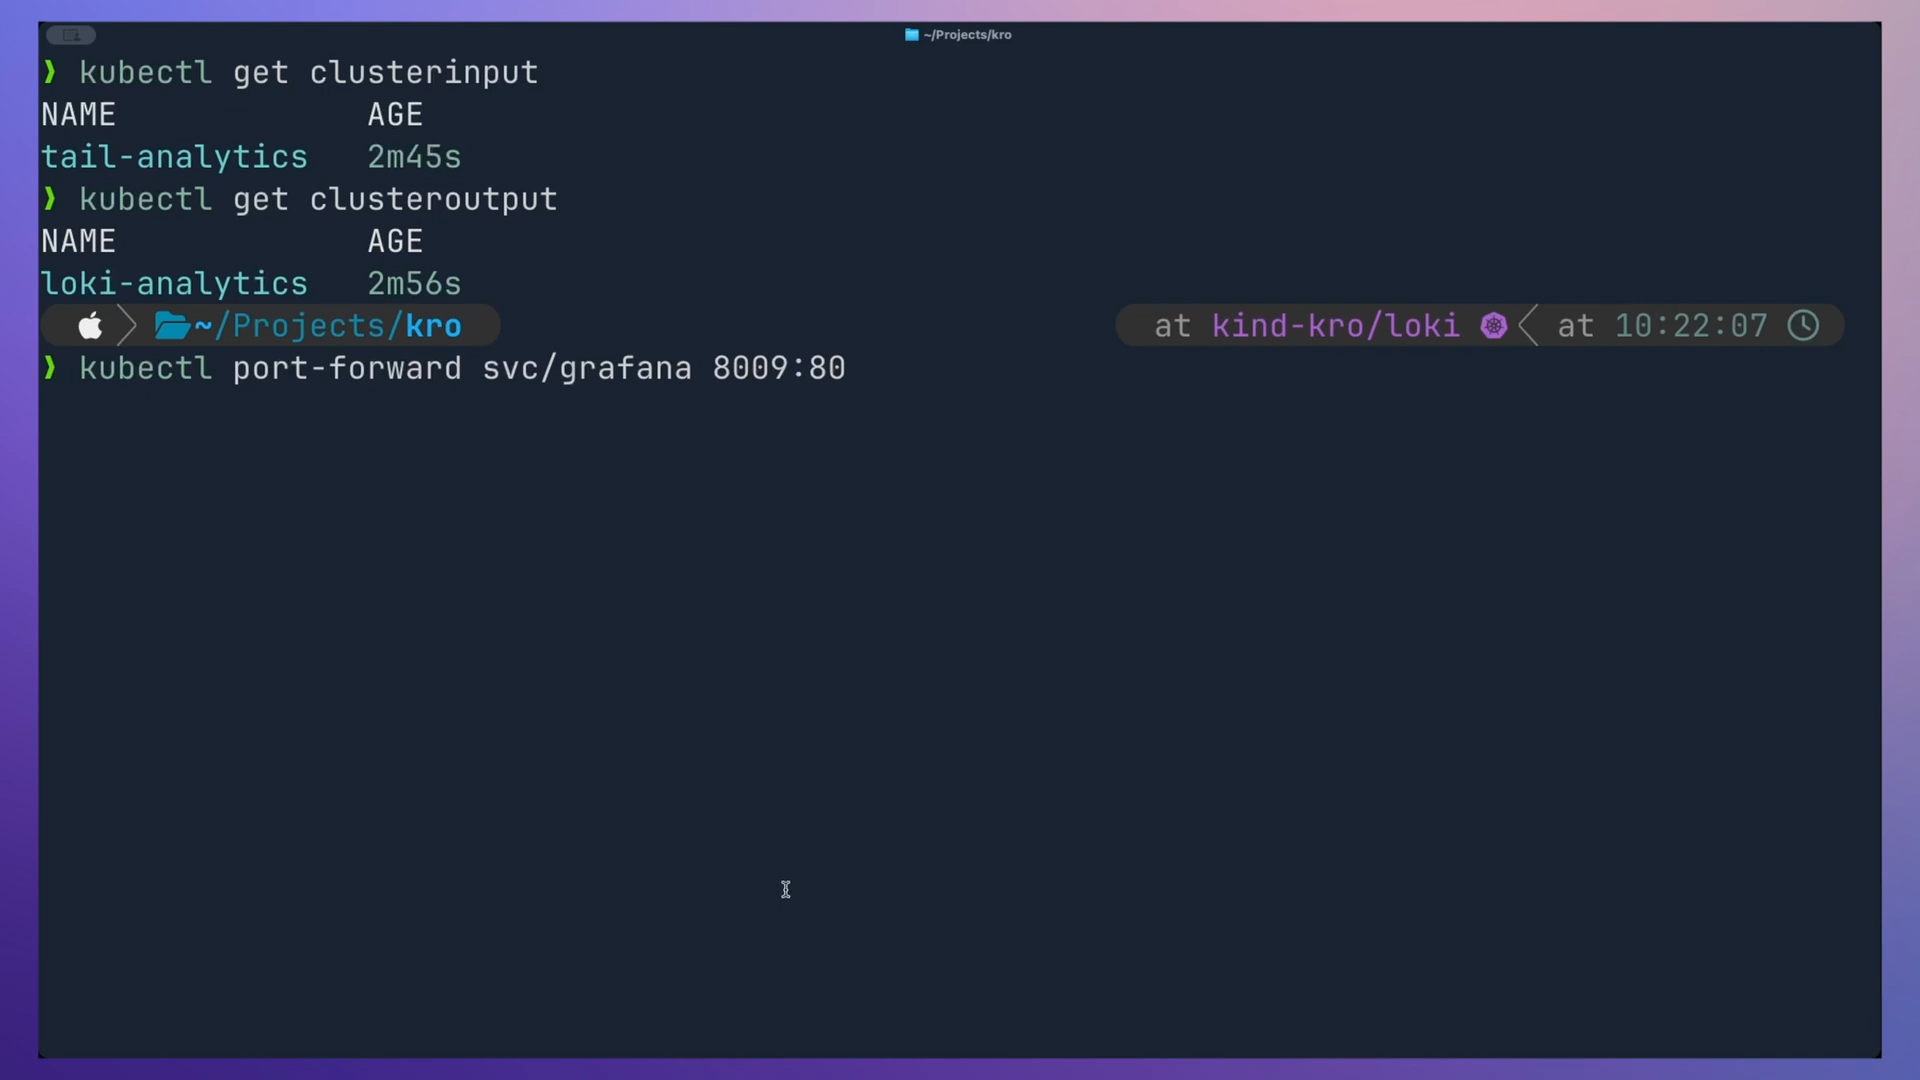 ~/Projects/kro
❯ kubectl get clusterinput
NAME AGE
tail-analytics 2m45s
❯ kubectl get clusteroutput
NAME AGE
loki-analytics 2m56s
~/Projects/kro at kind-kro/loki at 10:22:07
❯ kubectl port-forward svc/grafana 8009:80